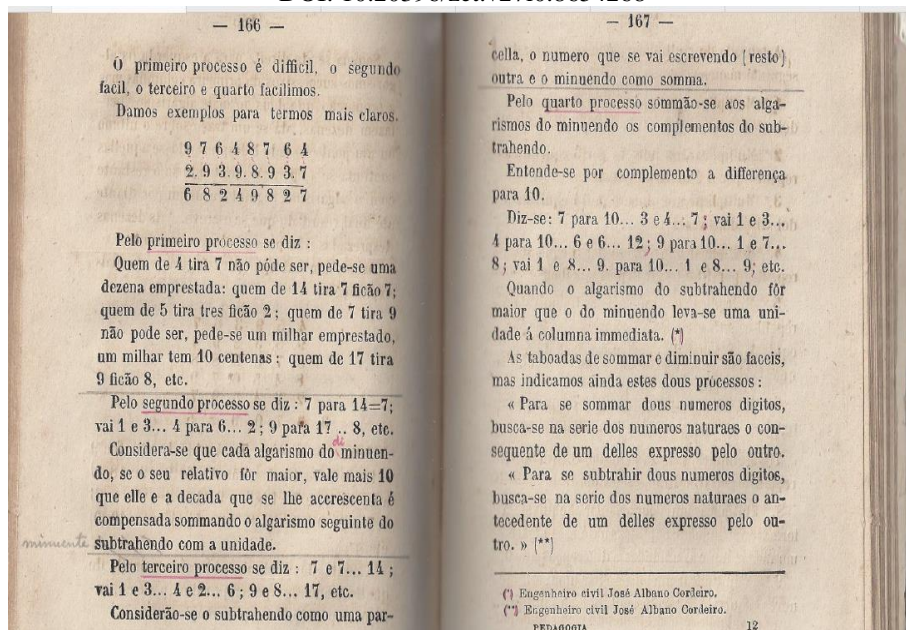 — 166 —
O primeiro processo é difficil, o segundo
facil, o terceiro e quarto facilimos.
Damos exemplos para termos mais claros.
9 7 6 4 8 7 6 4
2. 9 3. 9. 8. 9 3. 7
6 8 2 4 9 8 2 7
Pelo primeiro processo se diz :
Quem de 4 tira 7 não póde ser, pede-se uma
dezena emprestada: quem de 14 tira 7 ficão 7;
quem de 5 tira tres ficão 2 ; quem de 7 tira 9
não pode ser, pede-se um milhar emprestado,
um milhar tem 10 centenas ; quem de 17 tira
9 ficão 8, etc.
Pelo segundo processo se diz : 7 para 14=7;
vai 1 e 3... 4 para 6... 2 ; 9 para 17 .. 8, etc.
di
Considera-se que cada algarismo do minuen-
do, se o seu relativo fôr maior, vale mais 10
que elle e a decada que se lhe accrescenta é
compensada sommando o algarismo seguinte do
minuente
subtrahendo com a unidade.
Pelo terceiro processo se diz : 7 e 7... 14 ;
vai 1 e 3... 4 e 2... 6 ; 9 e 8... 17, etc.
Considerão-se o subtrahendo como uma par-
— 167 —
cella, o numero que se vai escrevendo (resto)
outra e o minuendo como somma.
Pelo quarto processo sommão-se aos alga-
rismos do minuendo os complementos do sub-
trahendo.
Entende-se por complemento a differença
para 10.
Diz-se: 7 para 10... 3 e 4... 7 ; vai 1 e 3...
4 para 10... 6 e 6... 12 ; 9 para 10... 1 e 7...
8 ; vai 1 e 8... 9. para 10... 1 e 8... 9; etc.
Quando o algarismo do subtrahendo fôr
maior que o do minuendo leva-se uma uni-
dade á columna immediata. (*)
As taboadas de sommar e diminuir são faceis,
mas indicamos ainda estes dous processos :
« Para se sommar dous numeros digitos,
busca-se na serie dos numeros naturaes o con-
sequente de um delles expresso pelo outro.
« Para se subtrahir dous numeros digitos,
busca-se na serie dos numeros naturaes o an-
tecedente de um delles expresso pelo ou-
tro. » (**)
(*) Engenheiro civil José Albano Cordeiro.
(**) Engenheiro civil José Albano Cordeiro.
PEDAGOGIA 12